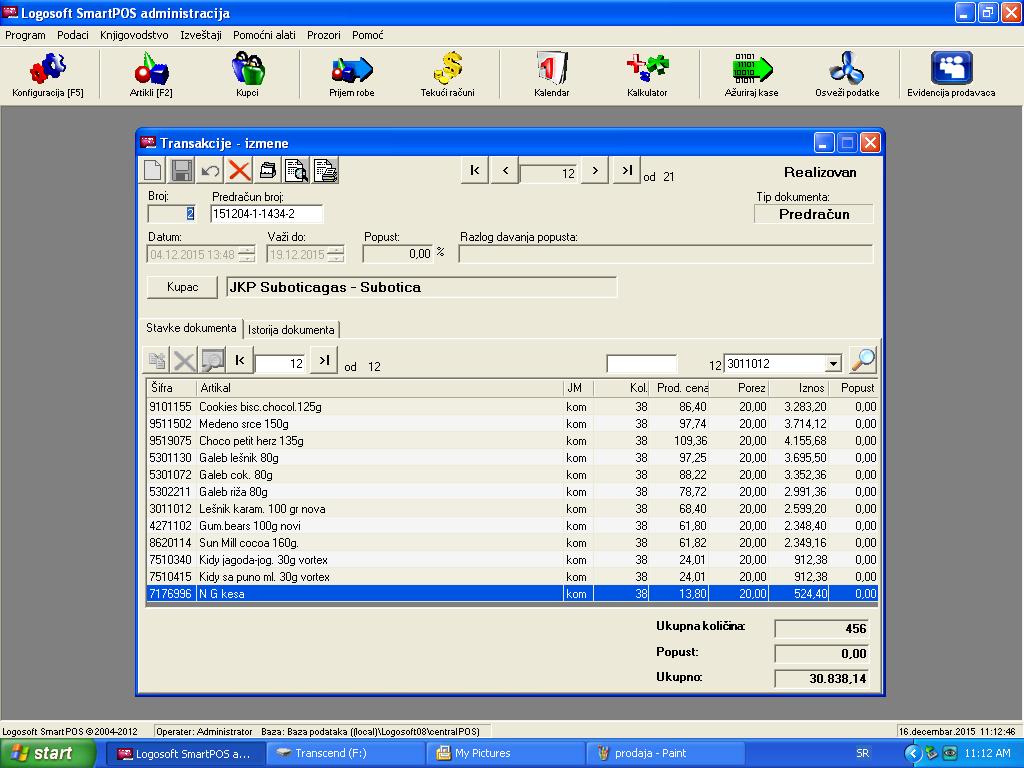 Logosoft SmartPOS administracija
Program Podaci Knjigovodstvo Izveštaji Pomoćni alati Prozori Pomoć
Konfiguracija [F5] Artikli [F2] Kupci Prijem robe Tekući računi Kalendar Kalkulator Ažuriraj kase Osveži podatke Evidencija prodavaca
Transakcije - izmene
12 od 21 Realizovan
Broj: Predračun broj: Tip dokumenta:
2 151204-1-1434-2 Predračun
Datum: Važi do: Popust: Razlog davanja popusta:
04.12.2015 13:48 19.12.2015 0,00 %
Kupac JKP Suboticagas - Subotica
Stavke dokumenta Istorija dokumenta
12 od 12 12 3011012
Šifra Artikal JM Kol. Prod. cena Porez Iznos Popust
9101155 Cookies bisc.chocol.125g kom 38 86,40 20,00 3.283,20 0,00
9511502 Medeno srce 150g kom 38 97,74 20,00 3.714,12 0,00
9519075 Choco petit herz 135g kom 38 109,36 20,00 4.155,68 0,00
5301130 Galeb lešnik 80g kom 38 97,25 20,00 3.695,50 0,00
5301072 Galeb cok. 80g kom 38 88,22 20,00 3.352,36 0,00
5302211 Galeb riža 80g kom 38 78,72 20,00 2.991,36 0,00
3011012 Lešnik karam. 100 gr nova kom 38 68,40 20,00 2.599,20 0,00
4271102 Gum.bears 100g novi kom 38 61,80 20,00 2.348,40 0,00
8620114 Sun Mill cocoa 160g. kom 38 61,82 20,00 2.349,16 0,00
7510340 Kidy jagoda-jog. 30g vortex kom 38 24,01 20,00 912,38 0,00
7510415 Kidy sa puno ml. 30g vortex kom 38 24,01 20,00 912,38 0,00
7176996 N G kesa kom 38 13,80 20,00 524,40 0,00
Ukupna količina: 456
Popust: 0,00
Ukupno: 30.838,14
Logosoft SmartPOS ©2004-2012 Operater: Administrator Baza: Baza podataka ((local)\Logosoft08\centralPOS) 16.decembar.2015 11:12:46
start Logosoft SmartPOS a... Transcend (F:) My Pictures prodaja - Paint SR 11:12 AM